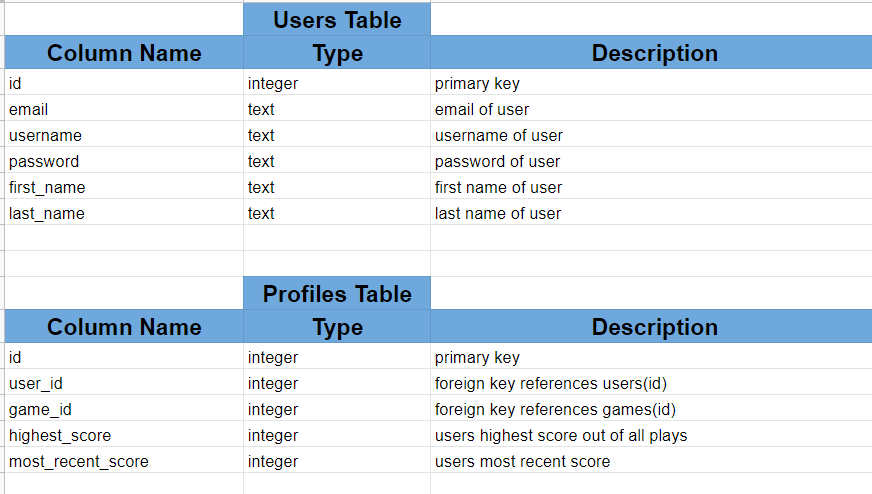 Users Table
Column Name Type Description
id integer primary key
email text email of user
username text username of user
password text password of user
first_name text first name of user
last_name text last name of user
Profiles Table
Column Name Type Description
id integer primary key
user_id integer foreign key references users(id)
game_id integer foreign key references games(id)
highest_score integer users highest score out of all plays
most_recent_score integer users most recent score